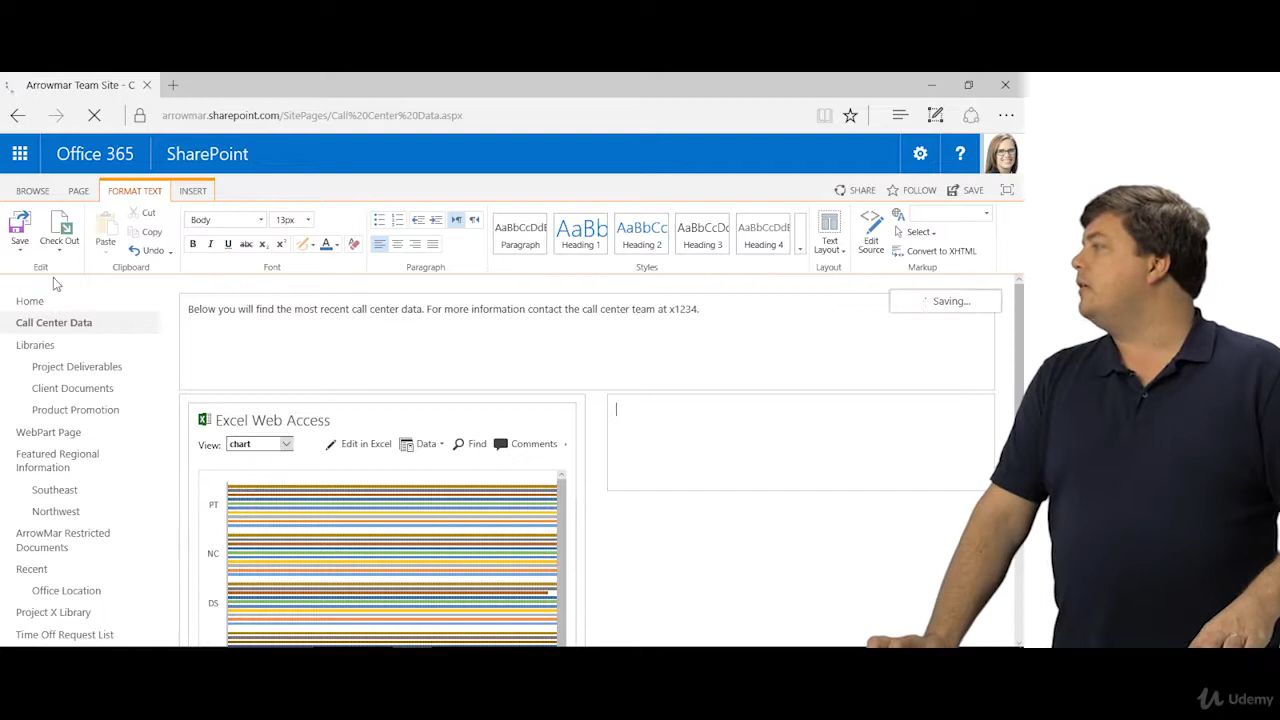 Arrowmar Team Site - C
arrowmar.sharepoint.com/SitePages/Call%20Center%20Data.aspx
Office 365 SharePoint ?
BROWSE PAGE FORMAT TEXT INSERT SHARE FOLLOW SAVE
Save Check Out Paste Cut Copy Undo
Body 13px
B I U abc x₂ x² A
AaBbCcDd AaBb AaBbCc AaBbCcD AaBbCcDd
Paragraph Heading 1 Heading 2 Heading 3 Heading 4
Text Layout Edit Source Select Convert to XHTML
Edit Clipboard Font Paragraph Styles Layout Markup
Home
Call Center Data
Libraries
Project Deliverables
Client Documents
Product Promotion
WebPart Page
Featured Regional
Information
Southeast
Northwest
ArrowMar Restricted
Documents
Recent
Office Location
Project X Library
Time Off Request List
Saving...
Below you will find the most recent call center data. For more information contact the call center team at x1234.
Excel Web Access
View: chart Edit in Excel Data Find Comments
PT
NC
DS
Udemy